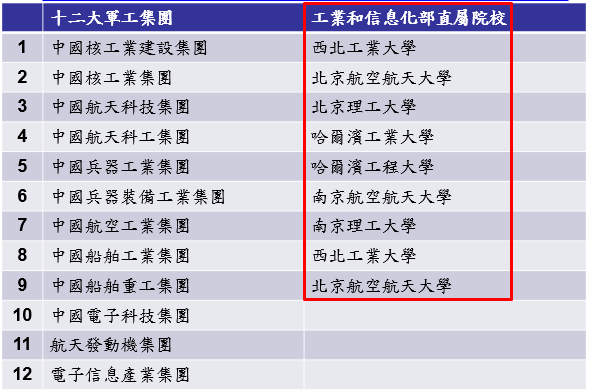 十二大軍工集團 工業和信息化部直屬院校
1 中國核工業建設集團 西北工業大學
2 中國核工業集團 北京航空航天大學
3 中國航天科技集團 北京理工大學
4 中國航天科工集團 哈爾濱工業大學
5 中國兵器工業集團 哈爾濱工程大學
6 中國兵器裝備工業集團 南京航空航天大學
7 中國航空工業集團 南京理工大學
8 中國船舶工業集團 西北工業大學
9 中國船舶重工集團 北京航空航天大學
10 中國電子科技集團
11 航天發動機集團
12 電子信息產業集團